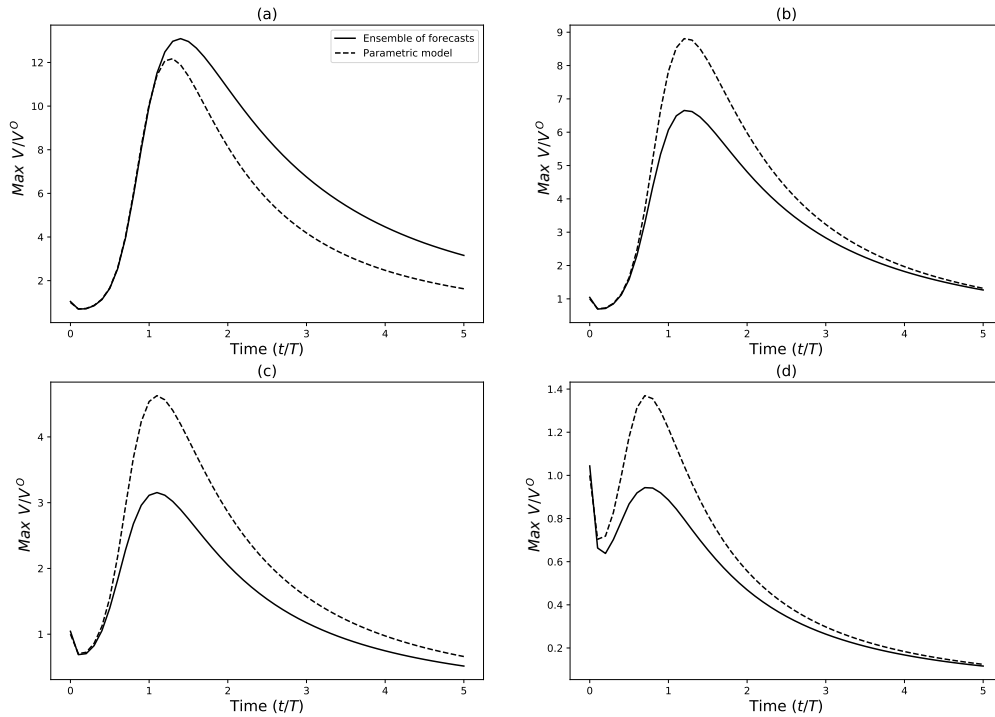 (a)
Ensemble of forecasts
Parametric model
12
10
8
6
4
2
Max V/V^O
0 1 2 3 4 5
Time (t/T)
(b)
9
8
7
6
5
4
3
2
1
Max V/V^O
0 1 2 3 4 5
Time (t/T)
(c)
4
3
2
1
Max V/V^O
0 1 2 3 4 5
Time (t/T)
(d)
1.4
1.2
1.0
0.8
0.6
0.4
0.2
Max V/V^O
0 1 2 3 4 5
Time (t/T)